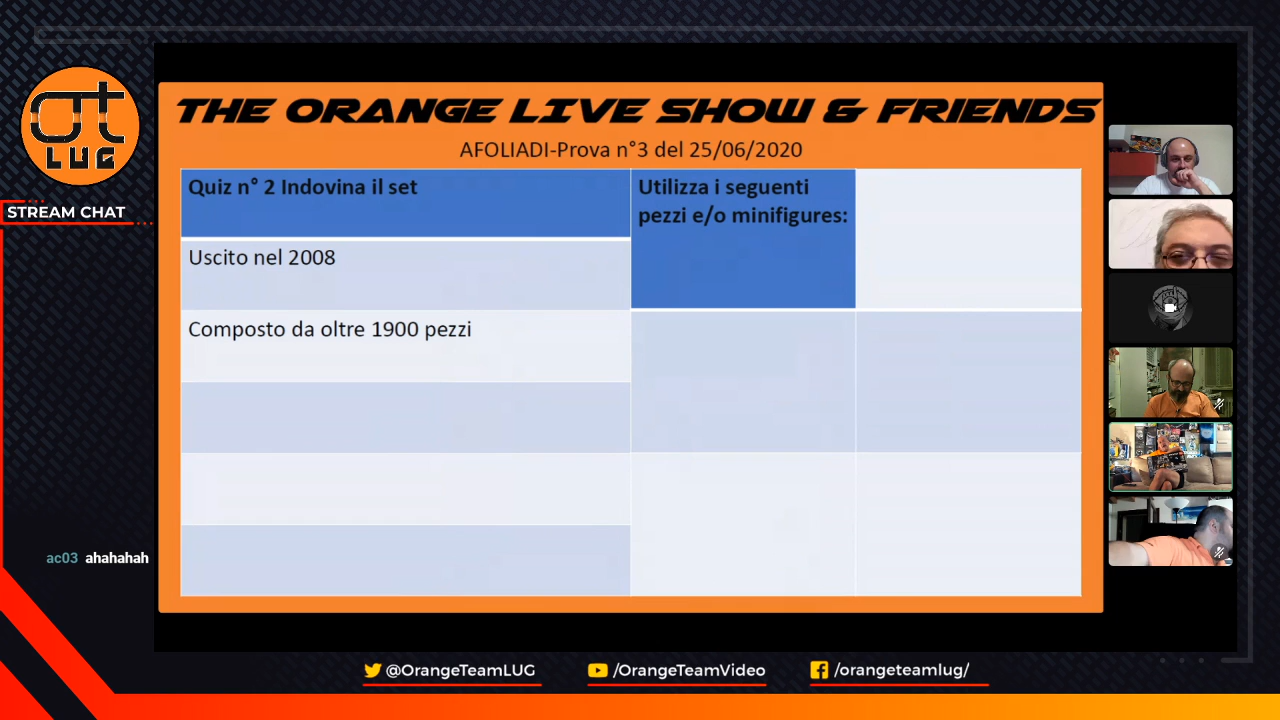 THE ORANGE LIVE SHOW & FRIENDS
AFOLIADI-Prova n°3 del 25/06/2020
Quiz n° 2 Indovina il set
Utilizza i seguenti
pezzi e/o minifigures:
Uscito nel 2008
Composto da oltre 1900 pezzi
ot
LUG
STREAM CHAT
ac03 ahahahah
@OrangeTeamLUG
/OrangeTeamVideo
/orangeteamlug/